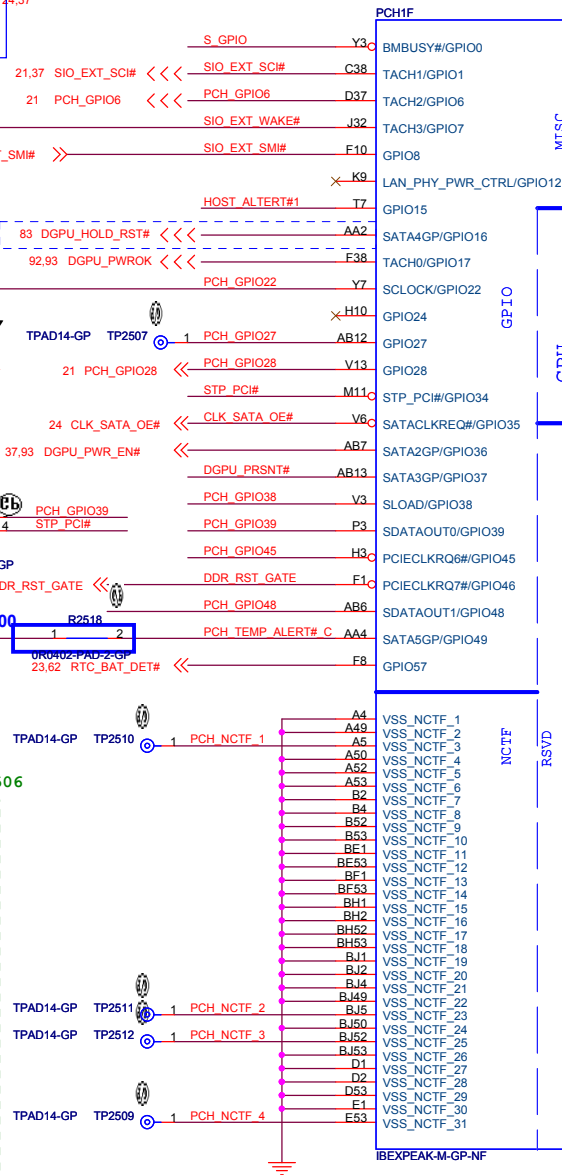 24,37
PCH1F
S_GPIO Y3 BMBUSY#/GPIO0
21,37 SIO_EXT_SCI# SIO_EXT_SCI# C38 TACH1/GPIO1
21 PCH_GPIO6 PCH_GPIO6 D37 TACH2/GPIO6
SIO_EXT_WAKE# J32 TACH3/GPIO7
_SMI# SIO_EXT_SMI# F10 GPIO8
K9 LAN_PHY_PWR_CTRL/GPIO12
HOST_ALTERT#1 T7 GPIO15
83 DGPU_HOLD_RST# AA2 SATA4GP/GPIO16
92,93 DGPU_PWROK F38 TACH0/GPIO17
PCH_GPIO22 Y7 SCLOCK/GPIO22
H10 GPIO24
TPAD14-GP TP2507 1 PCH_GPIO27 AB12 GPIO27
21 PCH_GPIO28 PCH_GPIO28 V13 GPIO28
STP_PCI# M11 STP_PCI#/GPIO34
24 CLK_SATA_OE# CLK_SATA_OE# V6 SATACLKREQ#/GPIO35
37,93 DGPU_PWR_EN# AB7 SATA2GP/GPIO36
DGPU_PRSNT# AB13 SATA3GP/GPIO37
PCH_GPIO38 V3 SLOAD/GPIO38
PCH_GPIO39 PCH_GPIO39 P3 SDATAOUT0/GPIO39
4 STP_PCI#
PCH_GPIO45 H3 PCIECLKRQ6#/GPIO45
GP
DDR_RST_GATE DDR_RST_GATE F1 PCIECLKRQ7#/GPIO46
PCH_GPIO48 AB6 SDATAOUT1/GPIO48
R2518
1 2 PCH_TEMP_ALERT#_C AA4 SATA5GP/GPIO49
0R0402-PAD-2-GP
23,62 RTC_BAT_DET# F8 GPIO57
MISC
GPIO
CPU
A4 VSS_NCTF_1
A49 VSS_NCTF_2
TPAD14-GP TP2510 1 PCH_NCTF_1 A5 VSS_NCTF_3
A50 VSS_NCTF_4
A52 VSS_NCTF_5
A53 VSS_NCTF_6
B2 VSS_NCTF_7
B4 VSS_NCTF_8
B52 VSS_NCTF_9
B53 VSS_NCTF_10
BE1 VSS_NCTF_11
BE53 VSS_NCTF_12
BF1 VSS_NCTF_13
BF53 VSS_NCTF_14
BH1 VSS_NCTF_15
BH2 VSS_NCTF_16
BH52 VSS_NCTF_17
BH53 VSS_NCTF_18
BJ1 VSS_NCTF_19
BJ2 VSS_NCTF_20
BJ4 VSS_NCTF_21
BJ49 VSS_NCTF_22
TPAD14-GP TP2511 1 PCH_NCTF_2 BJ5 VSS_NCTF_23
BJ50 VSS_NCTF_24
TPAD14-GP TP2512 1 PCH_NCTF_3 BJ52 VSS_NCTF_25
BJ53 VSS_NCTF_26
D1 VSS_NCTF_27
D2 VSS_NCTF_28
D53 VSS_NCTF_29
E1 VSS_NCTF_30
TPAD14-GP TP2509 1 PCH_NCTF_4 E53 VSS_NCTF_31
NCTF
RSVD
IBEXPEAK-M-GP-NF